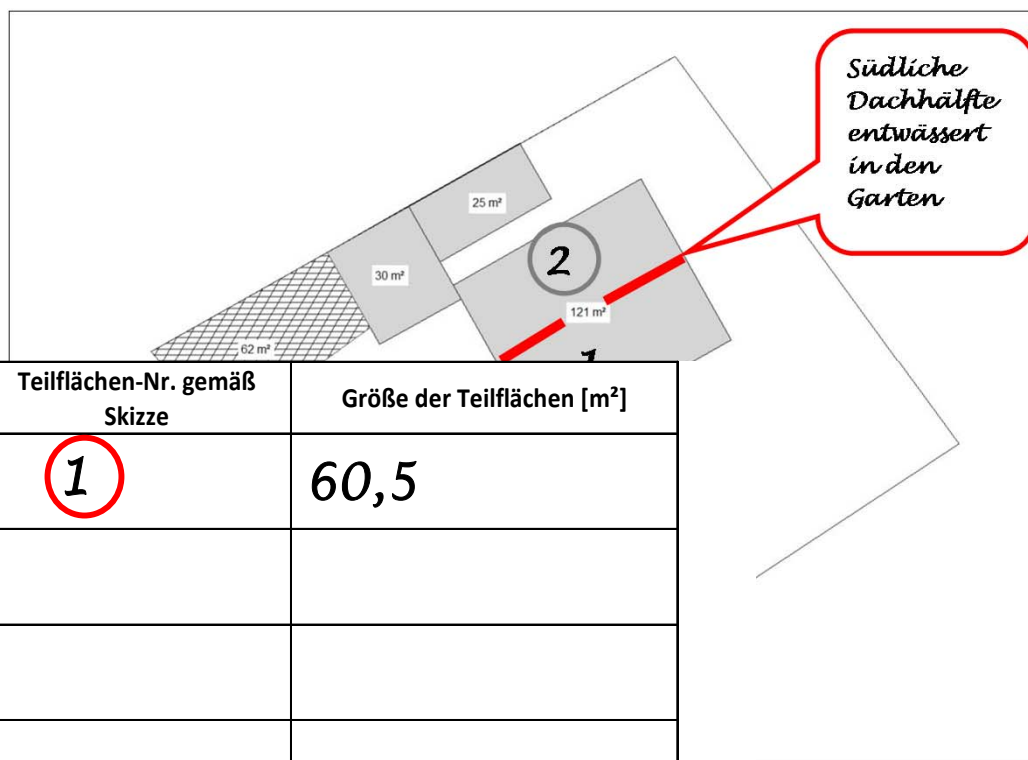 Südliche
Dachhälfte
entwässert
in den
Garten
25 m²
2
30 m²
121 m²
62 m²
Teilflächen-Nr. gemäß
Skizze
Größe der Teilflächen [m²]
1
60,5